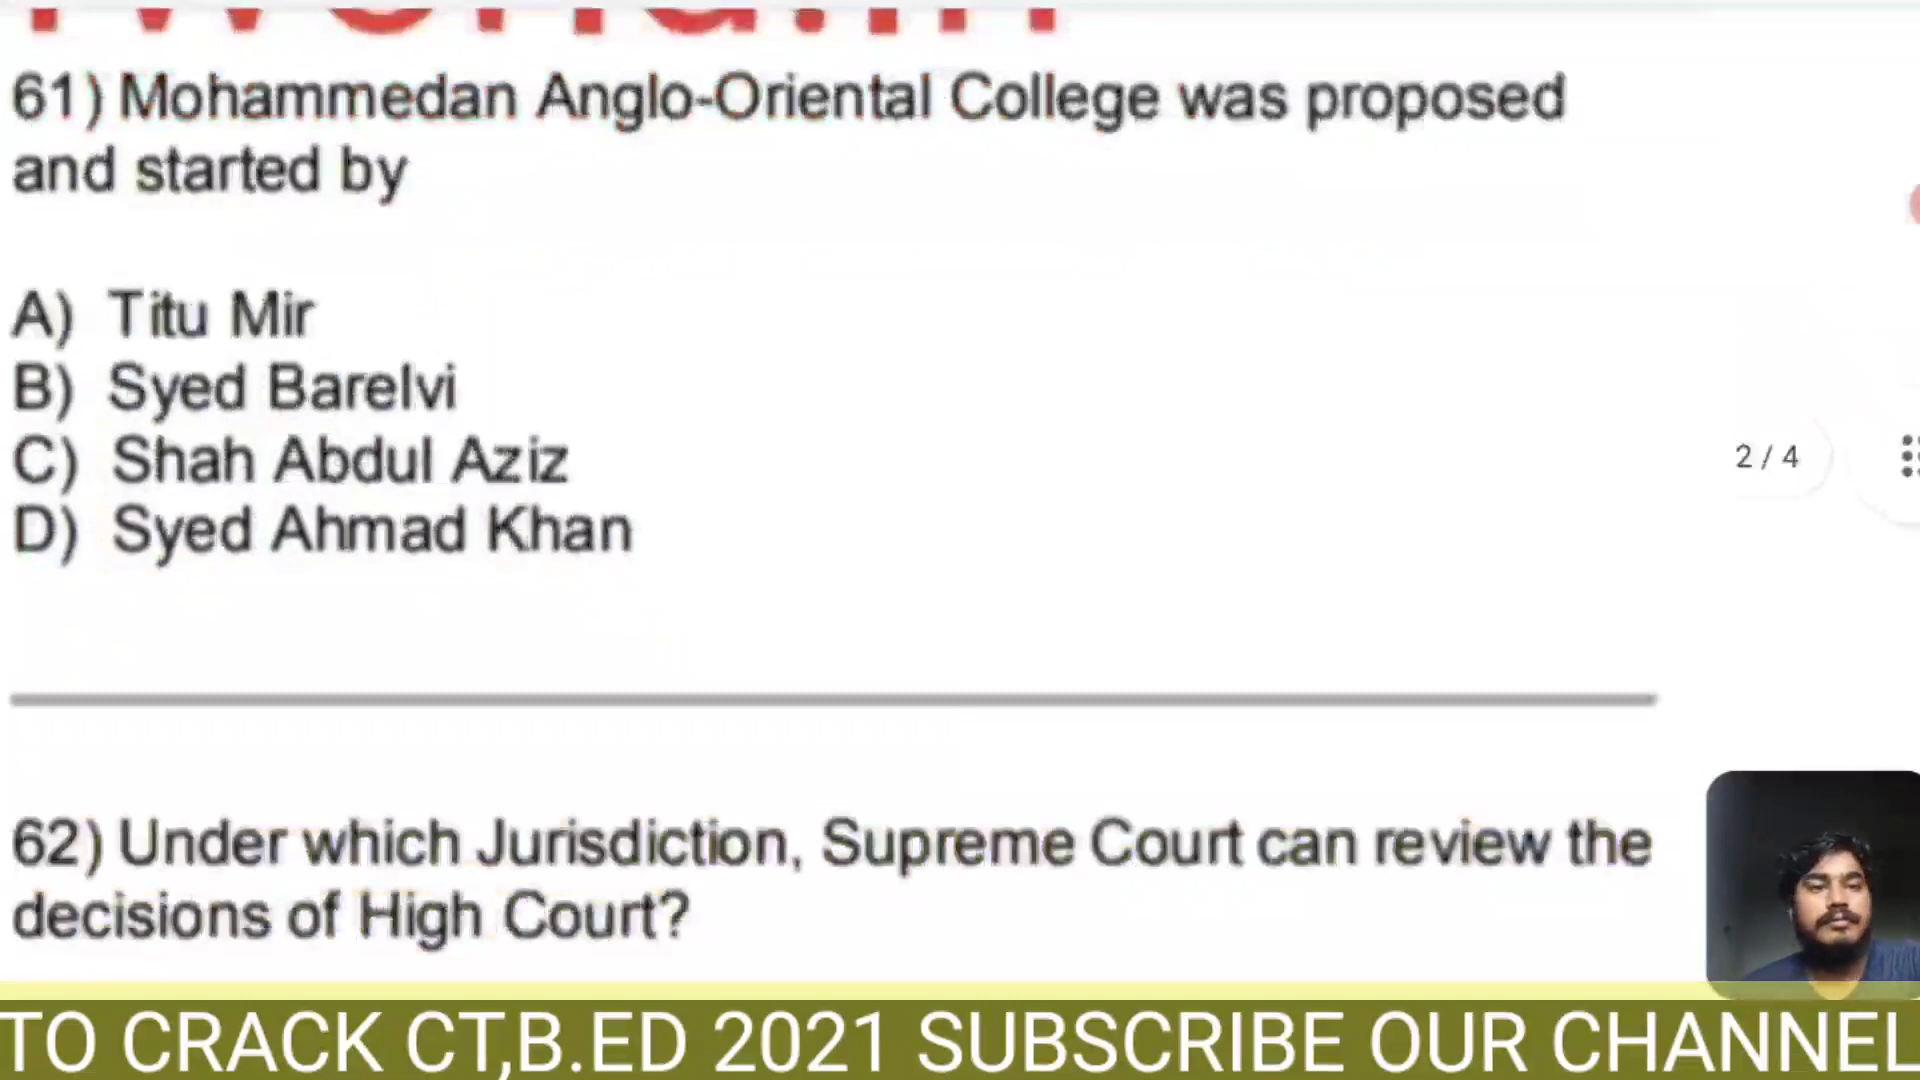 61) Mohammedan Anglo-Oriental College was proposed
and started by
A) Titu Mir
B) Syed Barelvi
C) Shah Abdul Aziz
D) Syed Ahmad Khan
2 / 4
62) Under which Jurisdiction, Supreme Court can review the
decisions of High Court?
TO CRACK CT,B.ED 2021 SUBSCRIBE OUR CHANNEL